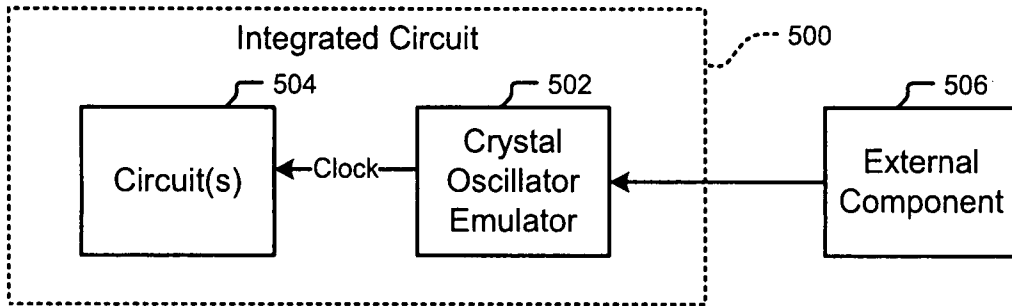 Integrated Circuit
500
504
502
506
Circuit(s)
Clock
Crystal
Oscillator
Emulator
External
Component